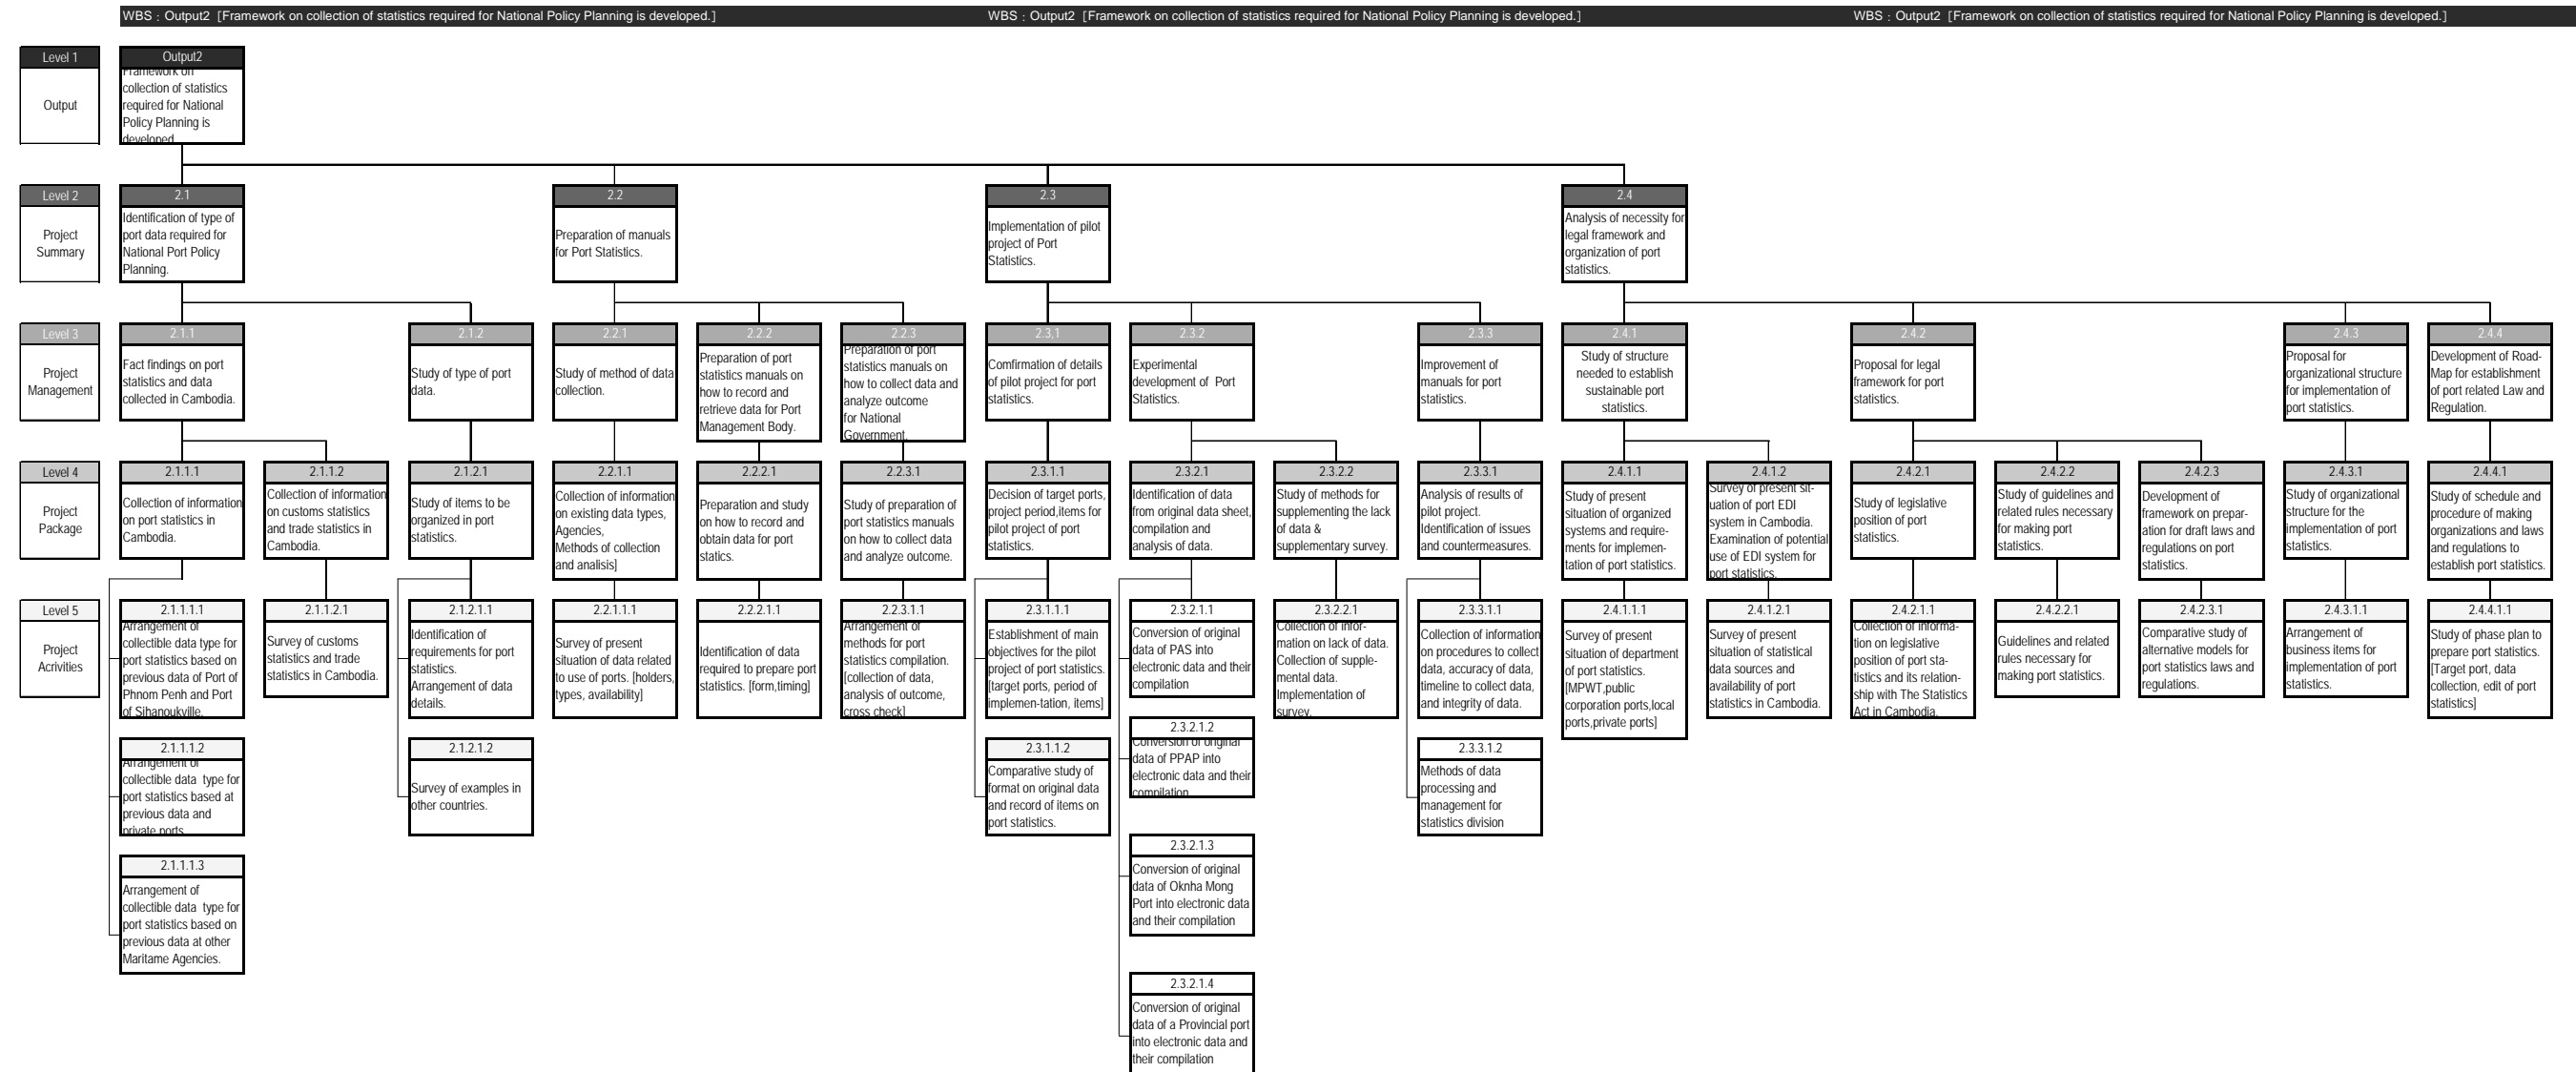 WBS：Output2［Framework on collection of statistics required for National Policy Planning is developed.］
WBS：Output2［Framework on collection of statistics required for National Policy Planning is developed.］
WBS：Output2［Framework on collection of statistics required for National Policy Planning is developed.］
Level 1
Output
Output2
Framework on
collection of statistics
required for National
Policy Planning is
developed.
Level 2
Project
Summary
2.1
Identification of type of
port data required for
National Port Policy
Planning.
2.2
Preparation of manuals
for Port Statistics.
2.3
Implementation of pilot
project of Port
Statistics.
2.4
Analysis of necessity for
legal framework and
organization of port
statistics.
Level 3
Project
Management
2.1.1
Fact findings on port
statistics and data
collected in Cambodia.
2.1.2
Study of type of port
data.
2.2.1
Study of method of data
collection.
2.2.2
Preparation of port
statistics manuals on
how to record and
retrieve data for Port
Management Body.
2.2.3
Preparation of port
statistics manuals on
how to collect data and
analyze outcome
for National
Government.
2.3,1
Comfirmation of details
of pilot project for port
statistics.
2.3.2
Experimental
development of Port
Statistics.
2.3.3
Improvement of
manuals for port
statistics.
2.4.1
Study of structure
needed to establish
sustainable port
statistics.
2.4.2
Proposal for legal
framework for port
statistics.
2.4.3
Proposal for
organizational structure
for implementation of
port statistics.
2.4.4
Development of Road-
Map for establishment
of port related Law and
Regulation.
Level 4
Project
Package
2.1.1.1
Collection of information
on port statistics in
Cambodia.
2.1.1.2
Collection of information
on customs statistics
and trade statistics in
Cambodia.
2.1.2.1
Study of items to be
organized in port
statistics.
2.2.1.1
Collection of information
on existing data types,
Agencies,
Methods of collection
and analisis]
2.2.2.1
Preparation and study
on how to record and
obtain data for port
statics.
2.2.3.1
Study of preparation of
port statistics manuals
on how to collect data
and analyze outcome.
2.3.1.1
Decision of target ports,
project period,items for
pilot project of port
statistics.
2.3.2.1
Identification of data
from original data sheet,
compilation and
analysis of data.
2.3.2.2
Study of methods for
supplementing the lack
of data &
supplementary survey.
2.3.3.1
Analysis of results of
pilot project.
Identification of issues
and countermeasures.
2.4.1.1
Study of present
situation of organized
systems and require-
ments for implemen-
tation of port statistics.
2.4.1.2
Survey of present sit-
uation of port EDI
system in Cambodia.
Examination of potential
use of EDI system for
port statistics.
2.4.2.1
Study of legislative
position of port
statistics.
2.4.2.2
Study of guidelines and
related rules necessary
for making port
statistics.
2.4.2.3
Development of
framework on prepar-
ation for draft laws and
regulations on port
statistics.
2.4.3.1
Study of organizational
structure for the
implementation of port
statistics.
2.4.4.1
Study of schedule and
procedure of making
organizations and laws
and regulations to
establish port statistics.
Level 5
Project
Acrivities
2.1.1.1.1
Arrangement of
collectible data type for
port statistics based on
previous data of Port of
Phnom Penh and Port
of Sihanoukville.
2.1.1.2.1
Survey of customs
statistics and trade
statistics in Cambodia.
2.1.2.1.1
Identification of
requirements for port
statistics.
Arrangement of data
details.
2.2.1.1.1
Survey of present
situation of data related
to use of ports. [holders,
types, availability]
2.2.2.1.1
Identification of data
required to prepare port
statistics. [form,timing]
2.2.3.1.1
Arrangement of
methods for port
statistics compilation.
[collection of data,
analysis of outcome,
cross check]
2.3.1.1.1
Establishment of main
objectives for the pilot
project of port statistics.
[target ports, period of
implemen-tation, items]
2.3.2.1.1
Conversion of original
data of PAS into
electronic data and their
compilation
2.3.2.2.1
Collection of infor-
mation on lack of data.
Collection of supple-
mental data.
Implementation of
survey.
2.3.3.1.1
Collection of information
on procedures to collect
data, accuracy of data,
timeline to collect data,
and integrity of data.
2.4.1.1.1
Survey of present
situation of department
of port statistics.
[MPWT,public
corporation ports,local
ports,private ports]
2.4.1.2.1
Survey of present
situation of statistical
data sources and
availability of port
statistics in Cambodia.
2.4.2.1.1
Collection of informa-
tion on legislative
position of port sta-
tistics and its relation-
ship with The Statistics
Act in Cambodia.
2.4.2.2.1
Guidelines and related
rules necessary for
making port statistics.
2.4.2.3.1
Comparative study of
alternative models for
port statistics laws and
regulations.
2.4.3.1.1
Arrangement of
business items for
implementation of port
statistics.
2.4.4.1.1
Study of phase plan to
prepare port statistics.
[Target port, data
collection, edit of port
statistics]
2.1.1.1.2
Arrangement of
collectible data type for
port statistics based at
previous data and
private ports.
2.1.2.1.2
Survey of examples in
other countries.
2.3.1.1.2
Comparative study of
format on original data
and record of items on
port statistics.
2.3.2.1.2
Conversion of original
data of PPAP into
electronic data and their
compilation
2.3.3.1.2
Methods of data
processing and
management for
statistics division
2.1.1.1.3
Arrangement of
collectible data type for
port statistics based on
previous data at other
Maritame Agencies.
2.3.2.1.3
Conversion of original
data of Oknha Mong
Port into electronic data
and their compilation
2.3.2.1.4
Conversion of original
data of a Provincial port
into electronic data and
their compilation